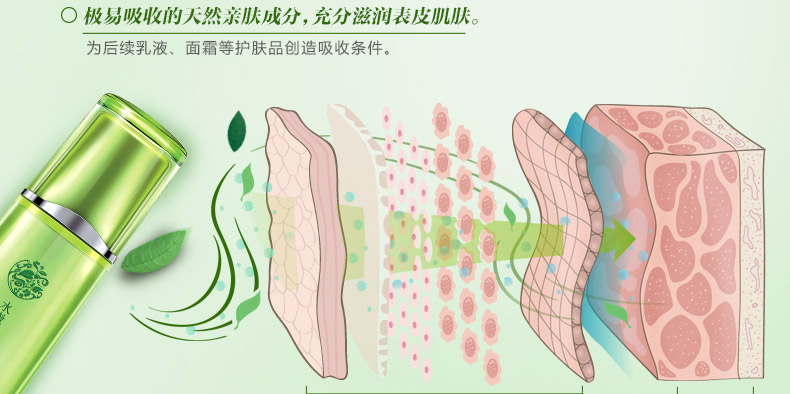 极易吸收的天然亲肤成分，充分滋润表皮肌肤。
为后续乳液、面霜等护肤品创造吸收条件。
水